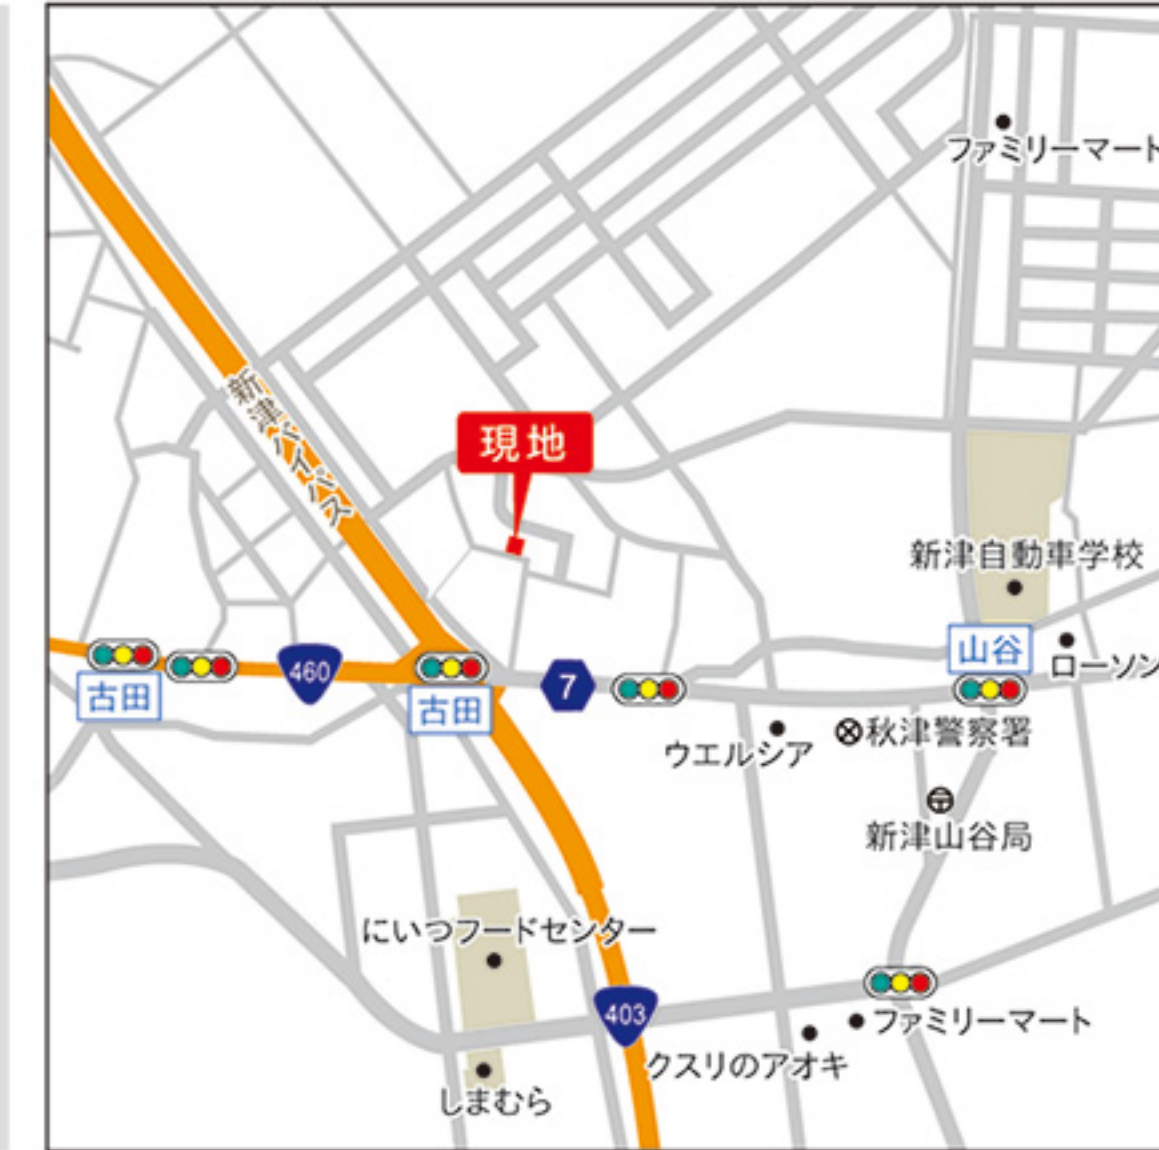 ファミリーマート
新津バイパス
現地
新津自動車学校
山谷
ローソン
460
古田
古田
7
ウエルシア
秋津警察署
新津山谷局
にいつフードセンター
403
ファミリーマート
クスリのアオキ
しまむら